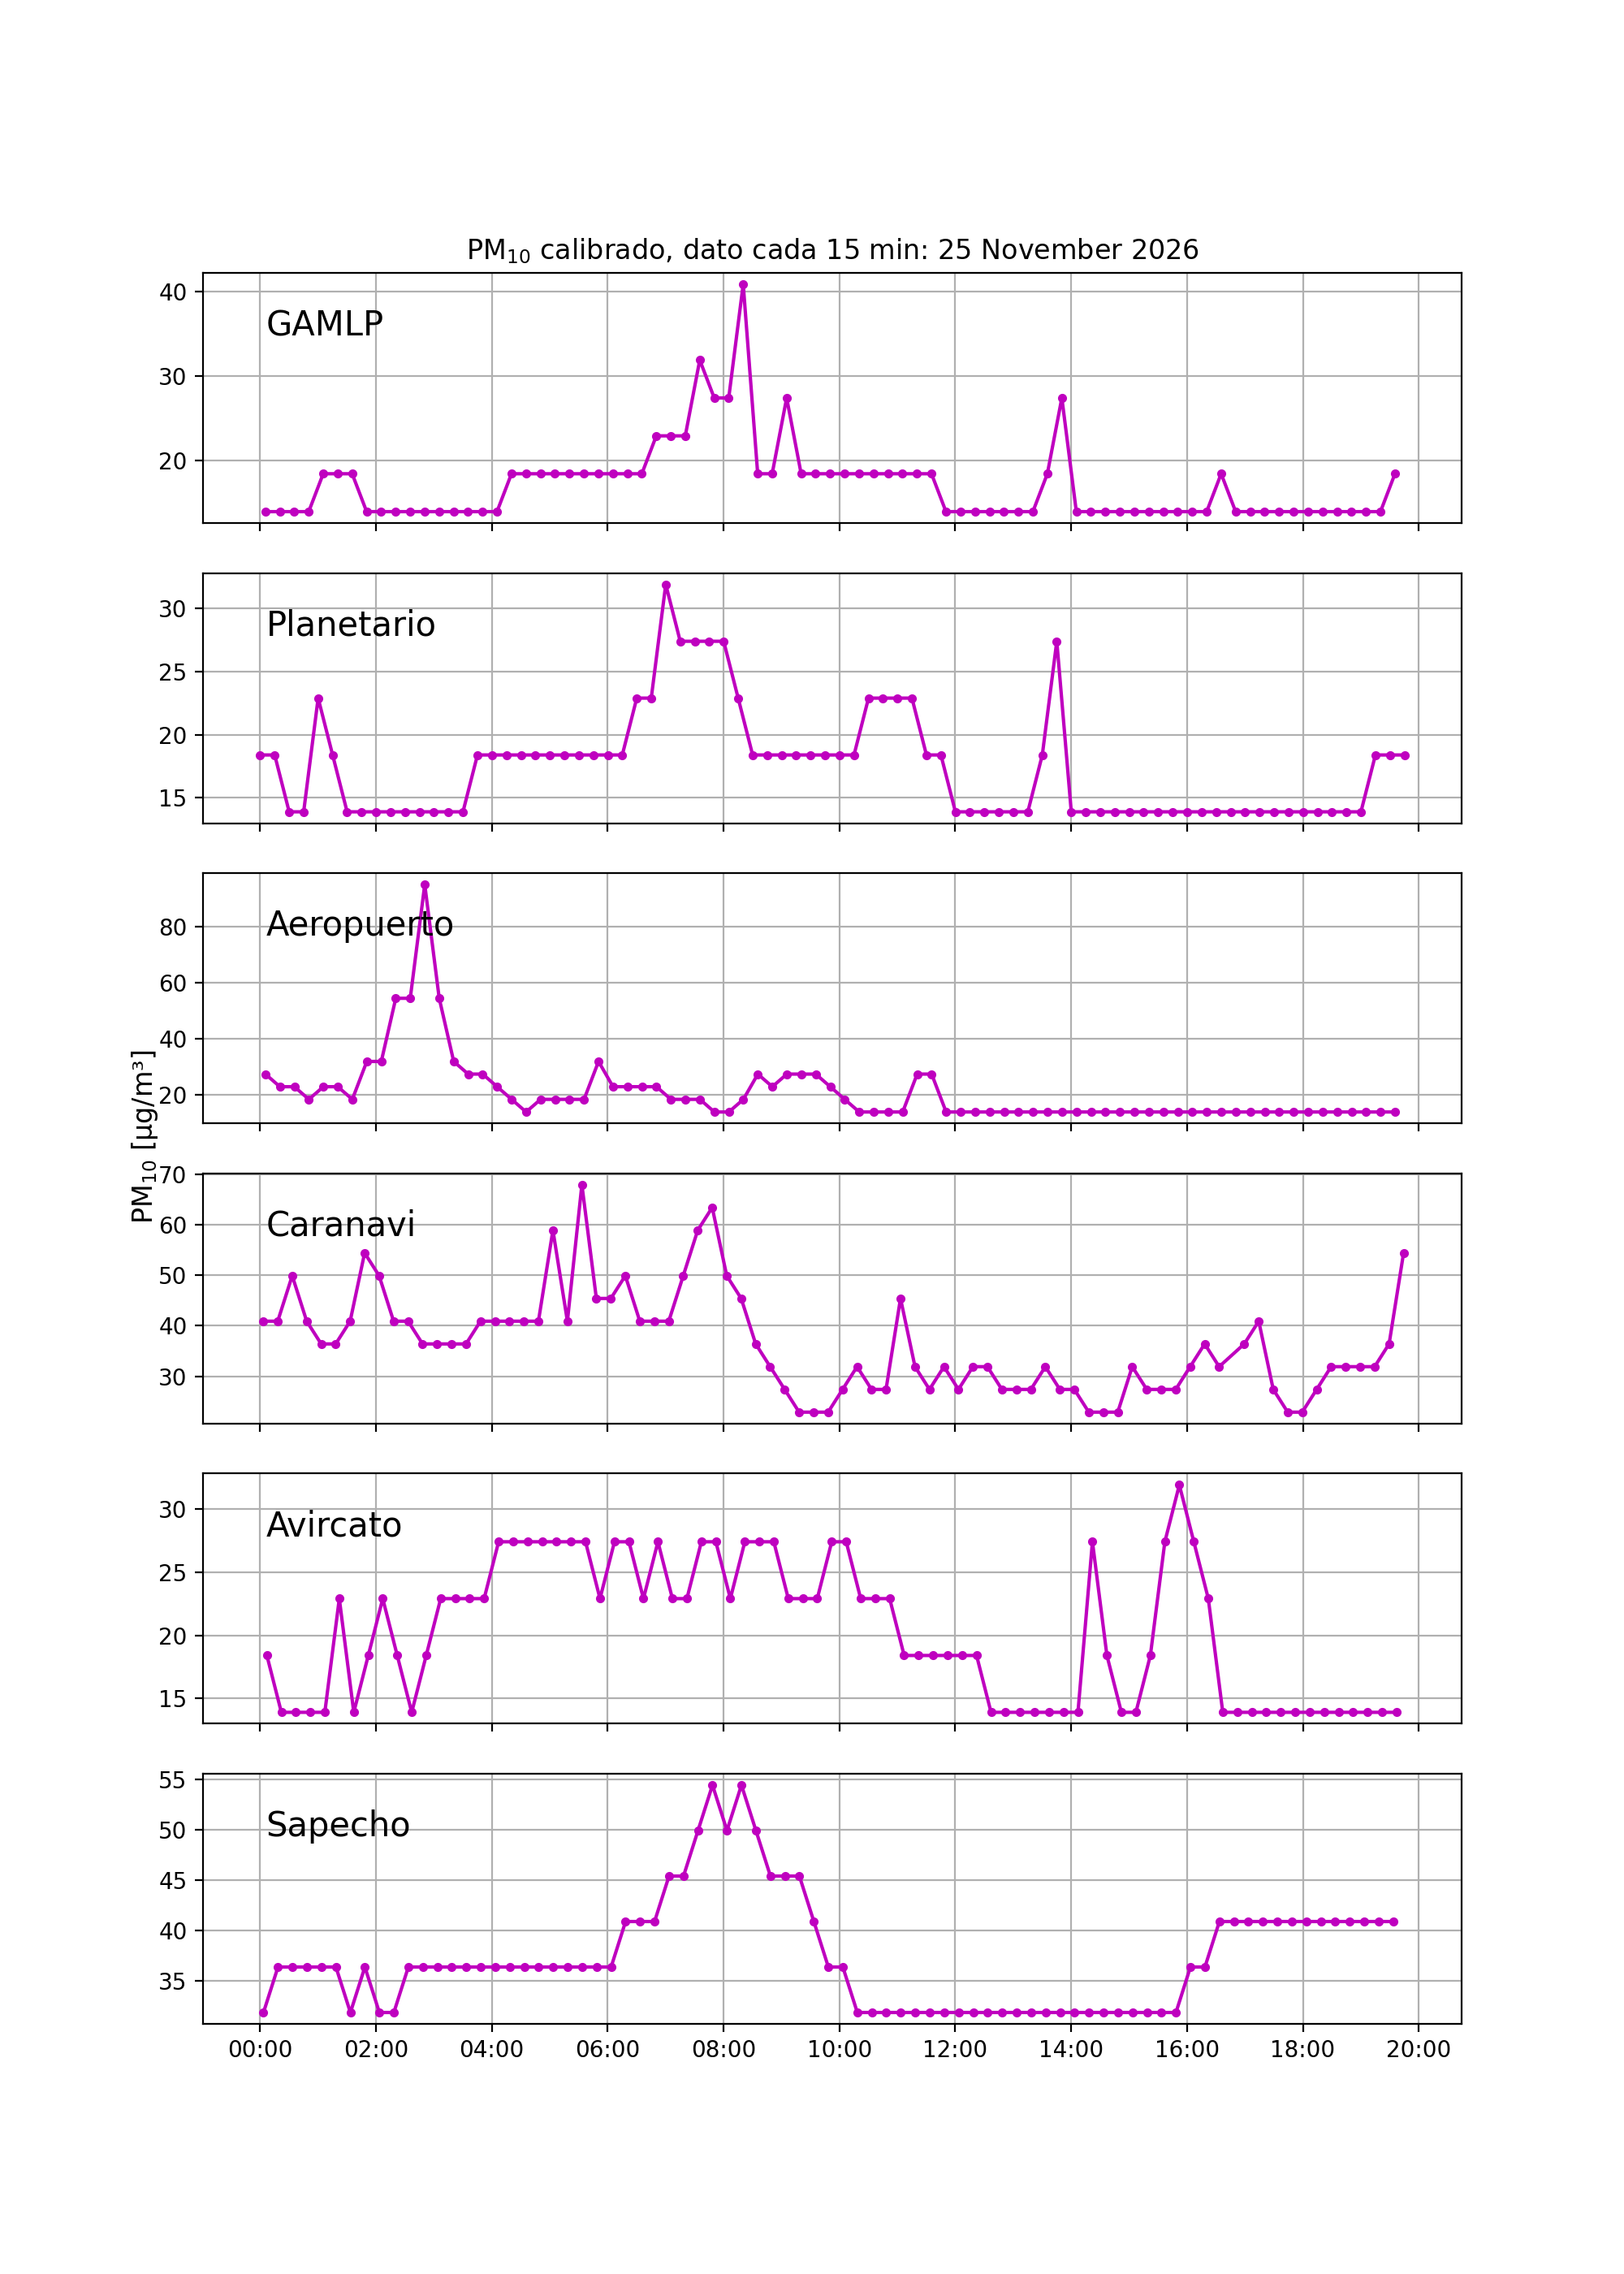 PM₁₀ calibrado, dato cada 15 min: 25 November 2026
40
30
20
GAMLP
30
25
20
15
Planetario
80
60
40
20
Aeropuerto
PM₁₀ [µg/m³]
70
60
50
40
30
Caranavi
30
25
20
15
Avircato
55
50
45
40
35
Sapecho
00:00 02:00 04:00 06:00 08:00 10:00 12:00 14:00 16:00 18:00 20:00